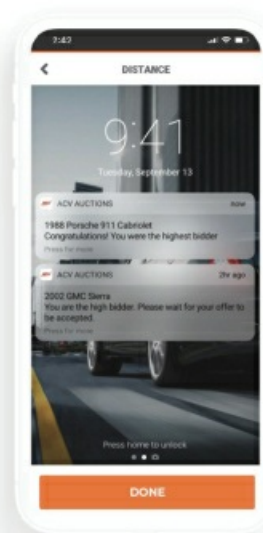 7:42
DISTANCE
9:41
Tuesday, September 13
ACV AUCTIONS now
1988 Porsche 911 Cabriolet
Congratulations! You were the highest bidder
Press for more
ACV AUCTIONS 2hr ago
2002 GMC Sierra
You are the high bidder. Please wait for your offer to
be accepted.
Press for more
Press home to unlock
DONE